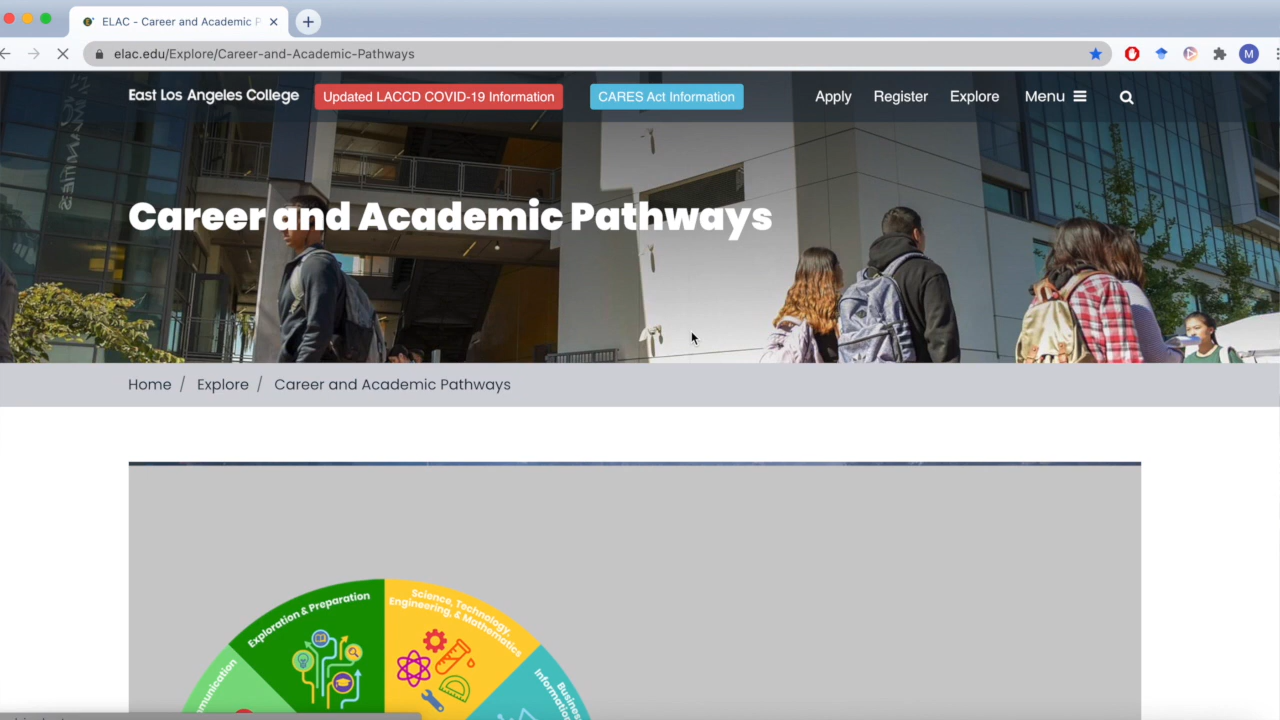 ELAC - Career and Academic P
elac.edu/Explore/Career-and-Academic-Pathways
M
East Los Angeles College
Updated LACCD COVID-19 Information
CARES Act Information
Apply
Register
Explore
Menu
Career and Academic Pathways
Home / Explore / Career and Academic Pathways
Exploration & Preparation
Science, Technology,
Engineering, & Mathematics